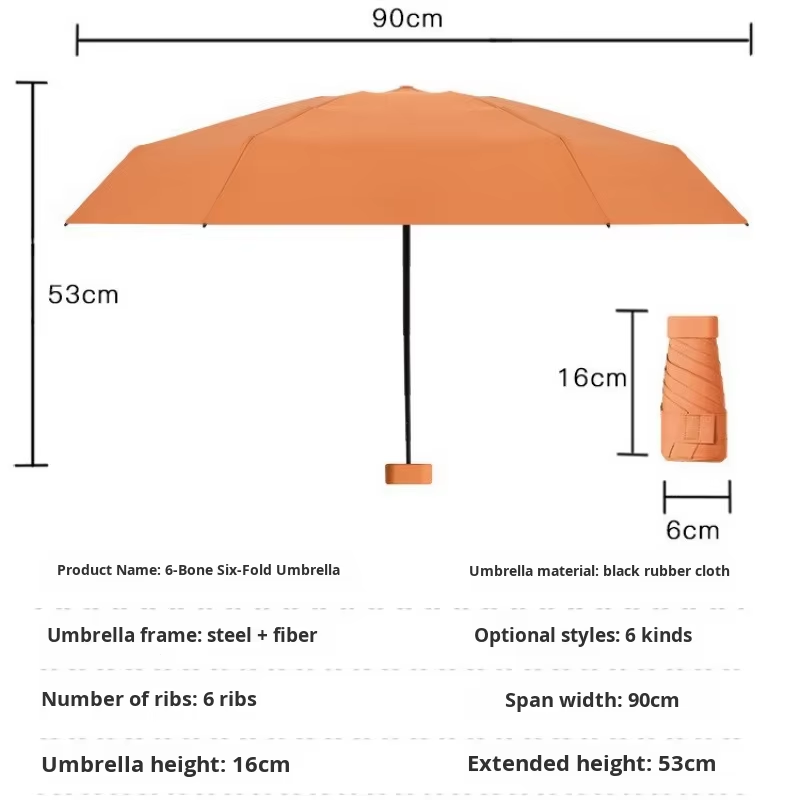 90cm
53cm
16cm
6cm
Product Name: 6-Bone Six-Fold Umbrella
Umbrella material: black rubber cloth
Umbrella frame: steel + fiber
Optional styles: 6 kinds
Number of ribs: 6 ribs
Span width: 90cm
Umbrella height: 16cm
Extended height: 53cm